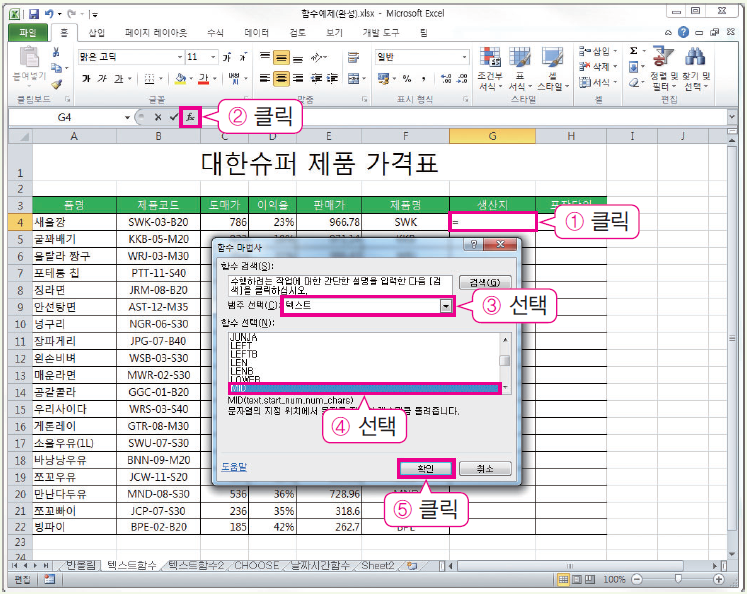 함수예제(완성).xlsx - Microsoft Excel
파일 홈 삽입 페이지 레이아웃 수식 데이터 검토 보기 개발 도구 팀
붙여넣기 맑은 고딕 11 일반 조건부 서식 표 서식 셀 스타일 삽입 삭제 서식 정렬 및 필터 찾기 및 선택
클립보드 글꼴 맞춤 표시 형식 스타일 셀 편집
G4 fx ② 클릭
A B C D E F G H I J
1 대한슈퍼 제품 가격표
2
3 품명 제품코드 도매가 이익율 판매가 제품명 생산지 포장단위
4 새울깡 SWK-03-B20 786 23% 966.78 SWK =
① 클릭
5 굴꽈배기 KKB-05-M20
6 울랄라 짱구 WRJ-03-M30
7 포테통 칩 PTT-11-S40
8 징라면 JRM-08-B20
9 안선탕면 AST-12-M35
10 넝구리 NGR-06-S30
11 잠파게리 JPG-07-B40
12 왼손비벼 WSB-03-S30
13 매운라면 MWR-02-S30
14 공갈콜라 GGC-01-B20
15 우리사이다 WRS-03-S40
16 게튼레이 GTR-08-M30
17 소울우유(1L) SWU-07-S30
18 바낭낭우유 BNN-09-M20
19 쪼꼬우유 JCW-11-S20
20 만난다두유 MND-08-S30 536 36% 728.96
21 쪼꼬빠이 JCP-07-S30 236 35% 318.6
22 빙파이 BPE-02-B20 185 42% 262.7 BPE
23
24
함수 마법사
함수 검색(S):
수행하려는 작업에 대한 간단한 설명을 입력한 다음 [검색]을 클릭하십시오.
검색(G)
범주 선택(C): 텍스트
③ 선택
함수 선택(N):
JUNJA
LEFT
LEFTB
LEN
LENB
LOWER
MID
MID(text,start_num,num_chars)
문자열의 지정 위치에서 돌려줍니다.
④ 선택
도움말 확인 취소
⑤ 클릭
반올림 텍스트함수 텍스트함수2 CHOOSE 날짜시간함수 Sheet2
편집 100%